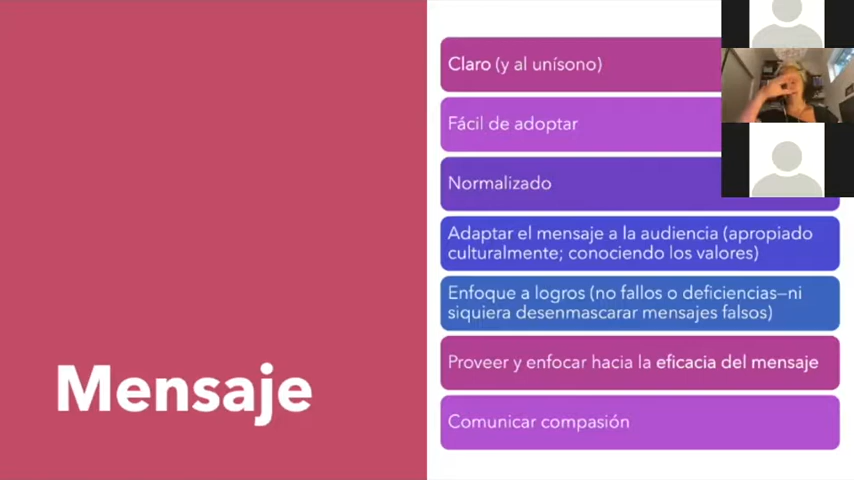 Mensaje
Claro (y al unísono)
Fácil de adoptar
Normalizado
Adaptar el mensaje a la audiencia (apropiado
culturalmente; conociendo los valores)
Enfoque a logros (no fallos o deficiencias—ni
siquiera desenmascarar mensajes falsos)
Proveer y enfocar hacia la eficacia del mensaje
Comunicar compasión